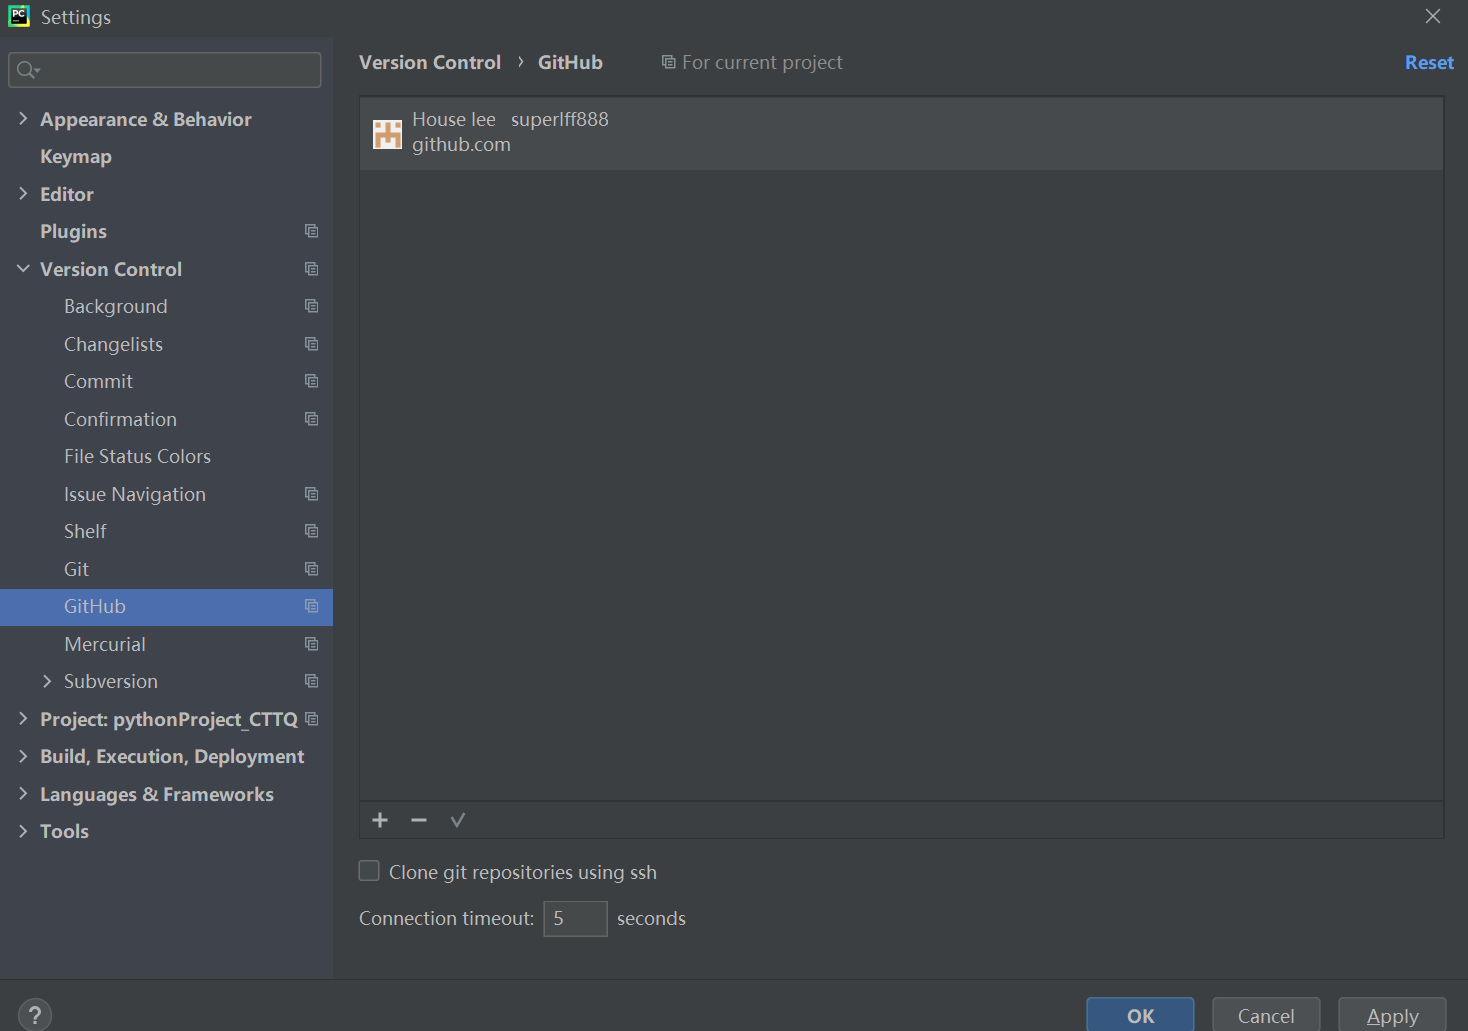 PC Settings
Version Control › GitHub For current project Reset
Appearance & Behavior
Keymap
Editor
Plugins
Version Control
Background
Changelists
Commit
Confirmation
File Status Colors
Issue Navigation
Shelf
Git
GitHub
Mercurial
Subversion
Project: pythonProject_CTTQ
Build, Execution, Deployment
Languages & Frameworks
Tools
House lee superlff888
github.com
Clone git repositories using ssh
Connection timeout: 5 seconds
?
OK Cancel Apply